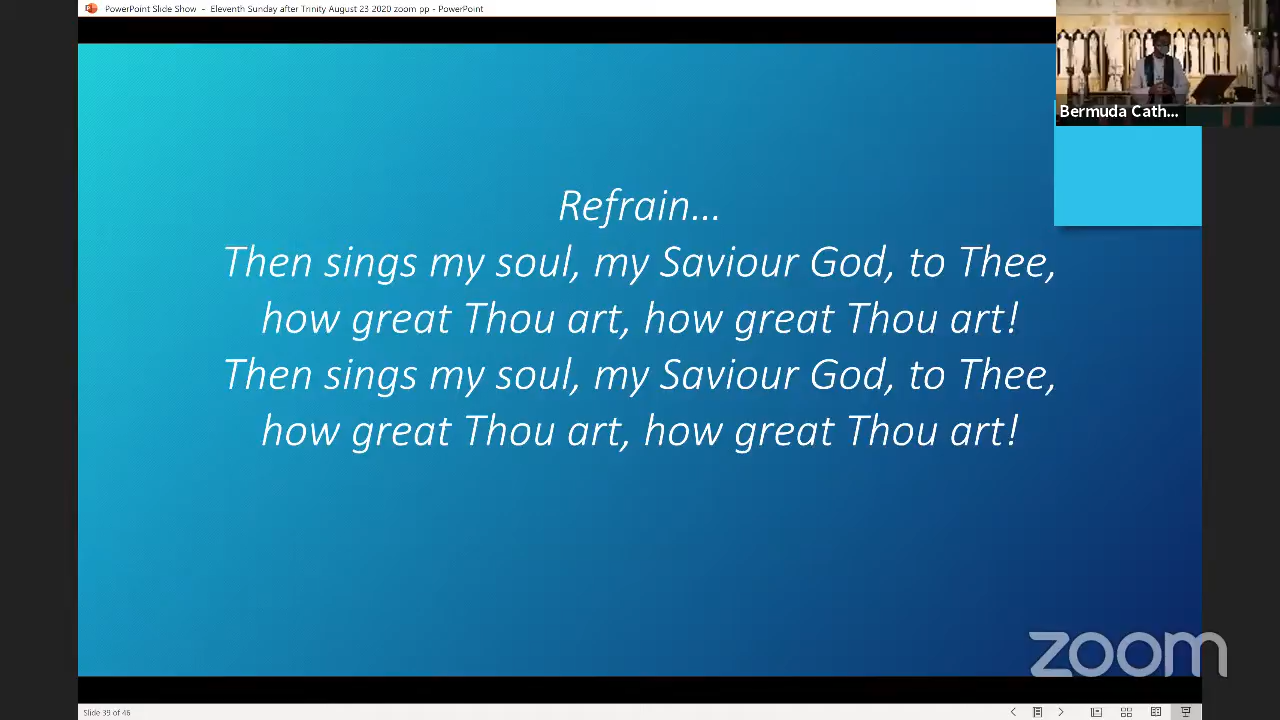 PowerPoint Slide Show - Eleventh Sunday after Trinity August 23 2020 zoom pp - PowerPoint
Bermuda Cath...
Refrain...
Then sings my soul, my Saviour God, to Thee,
how great Thou art, how great Thou art!
Then sings my soul, my Saviour God, to Thee,
how great Thou art, how great Thou art!
zoom
Slide 39 of 46